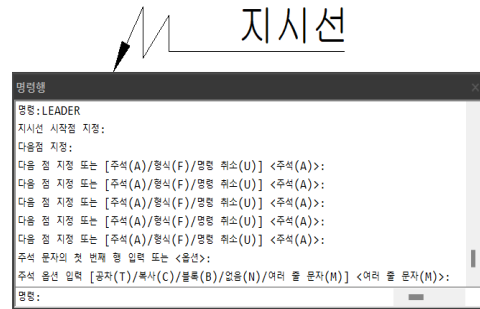 지시선
명령행
명령:LEADER
지시선 시작점 지정:
다음점 지정:
다음 점 지정 또는 [주석(A)/형식(F)/명령 취소(U)] <주석(A)>:
다음 점 지정 또는 [주석(A)/형식(F)/명령 취소(U)] <주석(A)>:
다음 점 지정 또는 [주석(A)/형식(F)/명령 취소(U)] <주석(A)>:
다음 점 지정 또는 [주석(A)/형식(F)/명령 취소(U)] <주석(A)>:
다음 점 지정 또는 [주석(A)/형식(F)/명령 취소(U)] <주석(A)>:
주석 문자의 첫 번째 행 입력 또는 <옵션>:
주석 옵션 입력 [공차(T)/복사(C)/블록(B)/없음(N)/여러 줄 문자(M)] <여러 줄 문자(M)>:
명령: